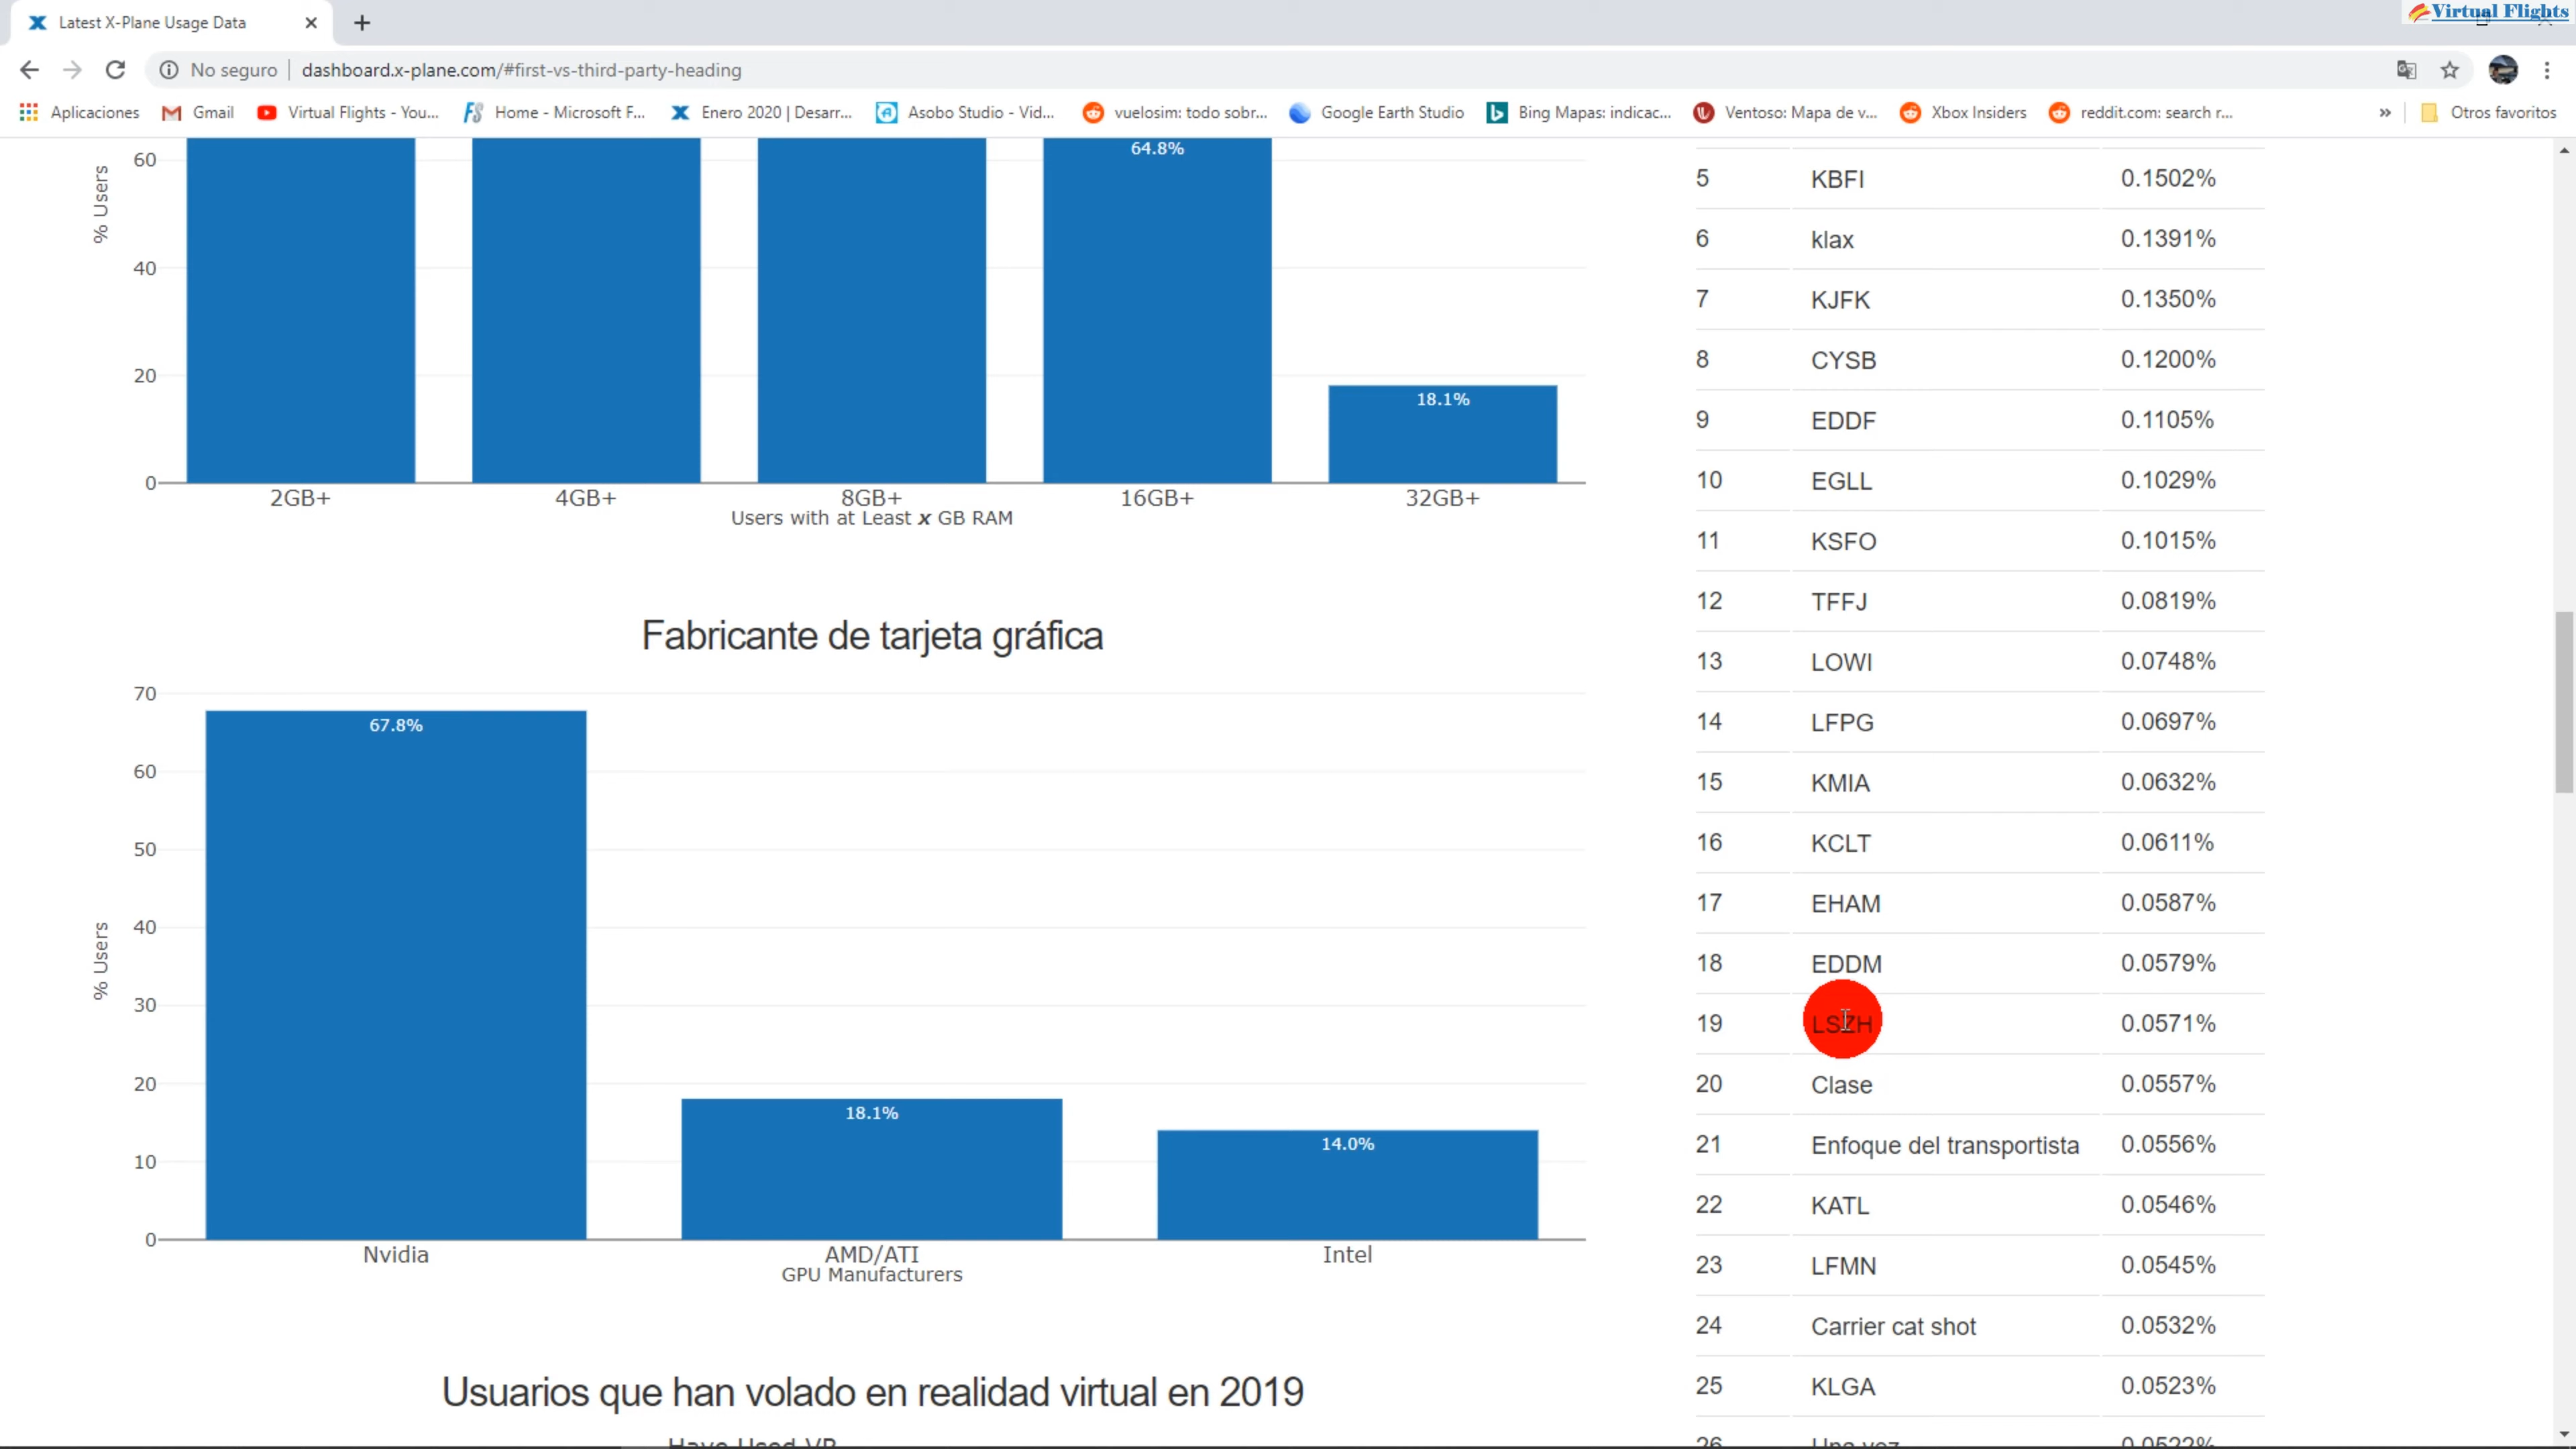 Latest X-Plane Usage Data
Virtual Flights
No seguro
dashboard.x-plane.com/#first-vs-third-party-heading
Aplicaciones Gmail Virtual Flights - You... Home - Microsoft F... Enero 2020 | Desarr... Asobo Studio - Vid... vuelosim: todo sobr... Google Earth Studio Bing Mapas: indicac... Ventoso: Mapa de v... Xbox Insiders reddit.com: search r... » Otros favoritos
% Users
60
40
20
0
64.8%
18.1%
2GB+ 4GB+ 8GB+ 16GB+ 32GB+
Users with at Least x GB RAM
Fabricante de tarjeta gráfica
% Users
70
60
50
40
30
20
10
0
67.8%
18.1%
14.0%
Nvidia AMD/ATI Intel
GPU Manufacturers
Usuarios que han volado en realidad virtual en 2019
Have Used VR
5 KBFI 0.1502%
6 klax 0.1391%
7 KJFK 0.1350%
8 CYSB 0.1200%
9 EDDF 0.1105%
10 EGLL 0.1029%
11 KSFO 0.1015%
12 TFFJ 0.0819%
13 LOWI 0.0748%
14 LFPG 0.0697%
15 KMIA 0.0632%
16 KCLT 0.0611%
17 EHAM 0.0587%
18 EDDM 0.0579%
19 LSZH 0.0571%
20 Clase 0.0557%
21 Enfoque del transportista 0.0556%
22 KATL 0.0546%
23 LFMN 0.0545%
24 Carrier cat shot 0.0532%
25 KLGA 0.0523%
26 Una vez 0.0522%